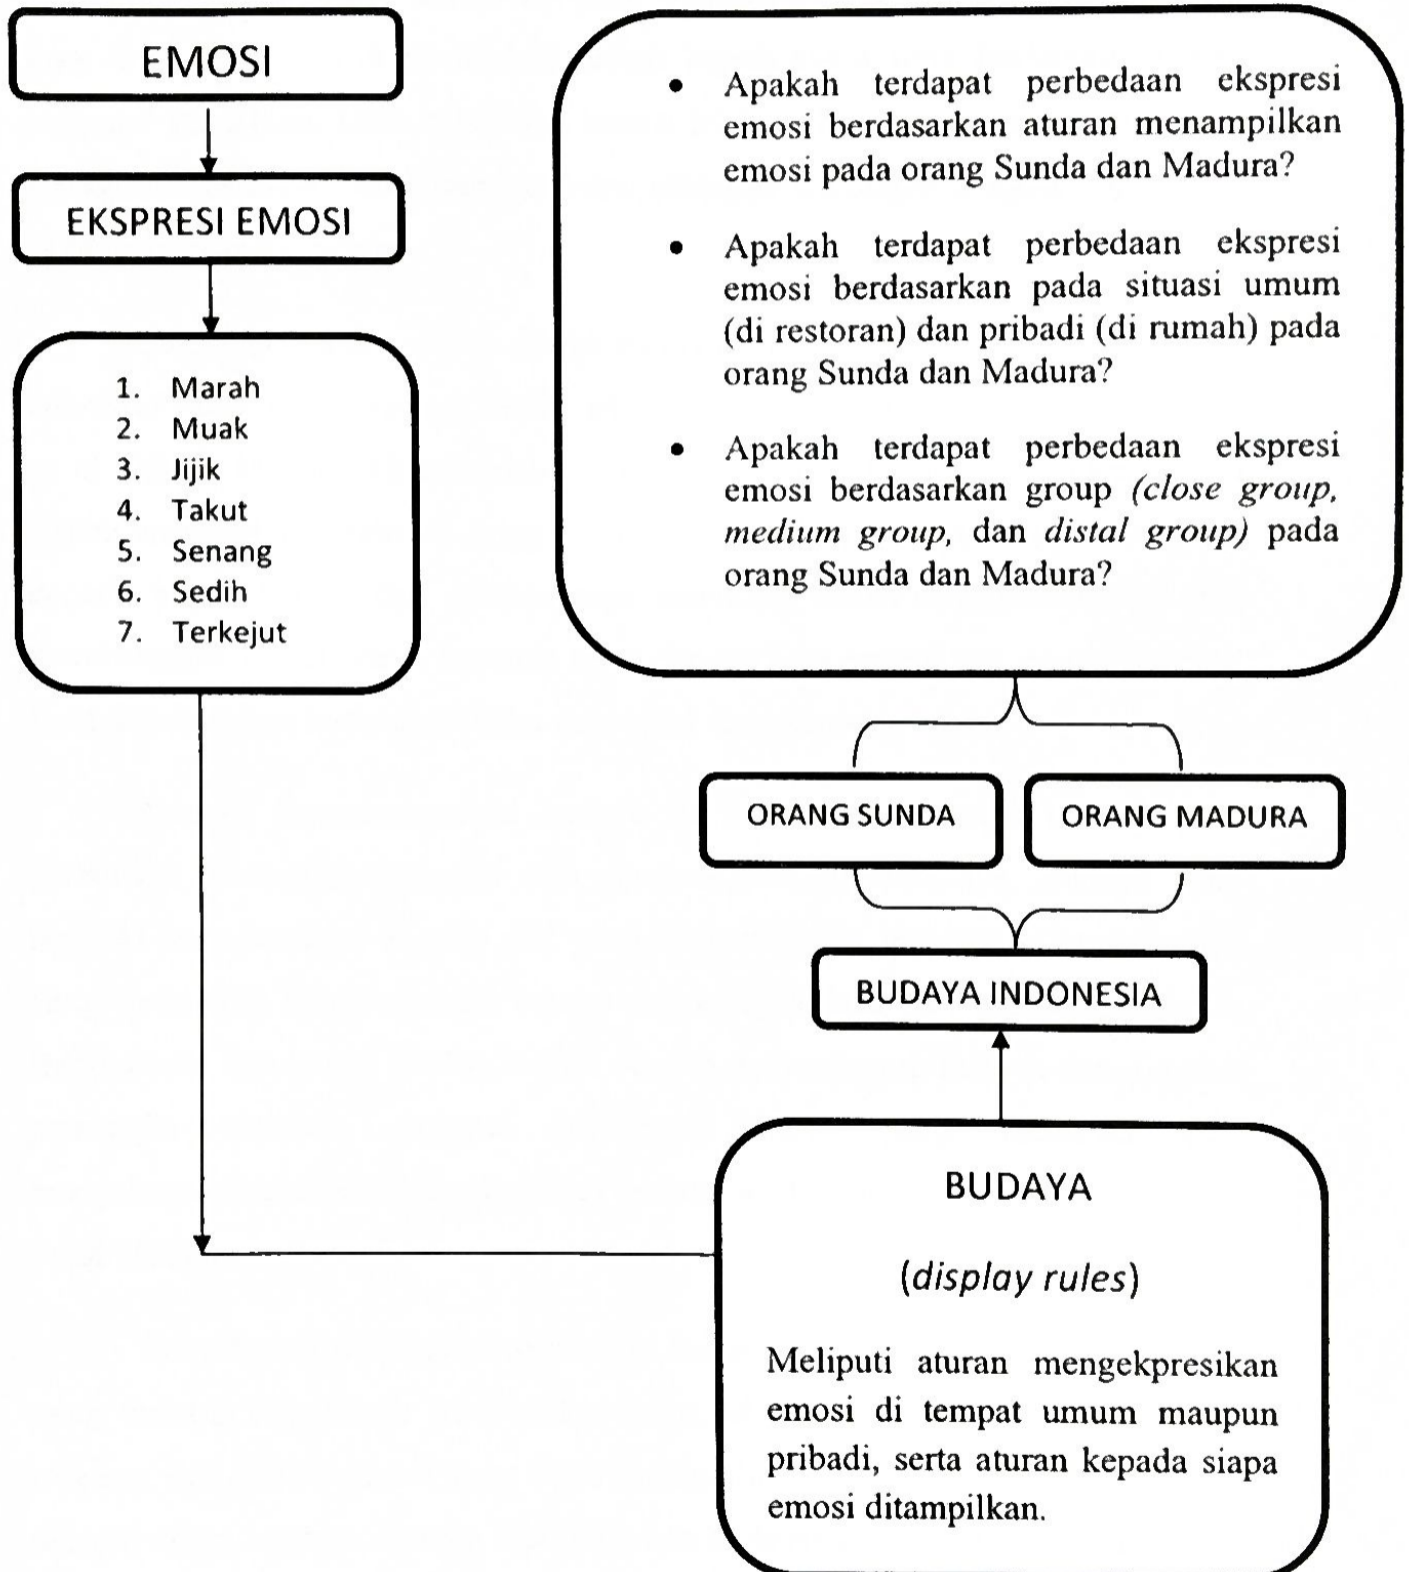 EMOSI
EKSPRESI EMOSI
1. Marah
2. Muak
3. Jijik
4. Takut
5. Senang
6. Sedih
7. Terkejut
• Apakah terdapat perbedaan ekspresi
emosi berdasarkan aturan menampilkan
emosi pada orang Sunda dan Madura?
• Apakah terdapat perbedaan ekspresi
emosi berdasarkan pada situasi umum
(di restoran) dan pribadi (di rumah) pada
orang Sunda dan Madura?
• Apakah terdapat perbedaan ekspresi
emosi berdasarkan group (close group,
medium group, dan distal group) pada
orang Sunda dan Madura?
ORANG SUNDA
ORANG MADURA
BUDAYA INDONESIA
BUDAYA
(display rules)
Meliputi aturan mengekpresikan
emosi di tempat umum maupun
pribadi, serta aturan kepada siapa
emosi ditampilkan.